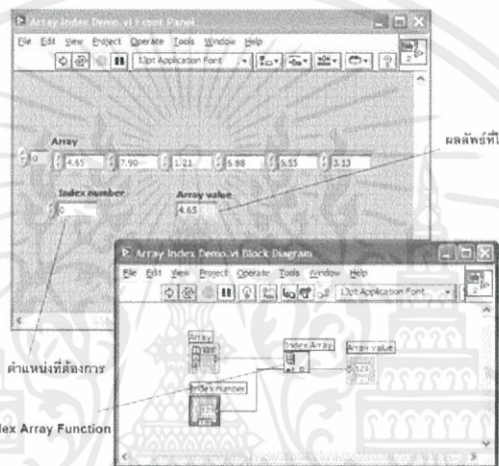 Array Index Demo.vi Front Panel
File Edit View Project Operate Tools Window Help
13pt Application Font
2
Array
0 4.65 7.90 1.21 6.88 5.55 3.13
ผลลัพธ์ที่ไ
Index number Array value
0 4.65
Array Index Demo.vi Block Diagram
File Edit View Project Operate Tools Window Help
13pt Application Font
2
Array
Index Array
Array value
Index number
ตำแหน่งที่ต้องการ
dex Array Function